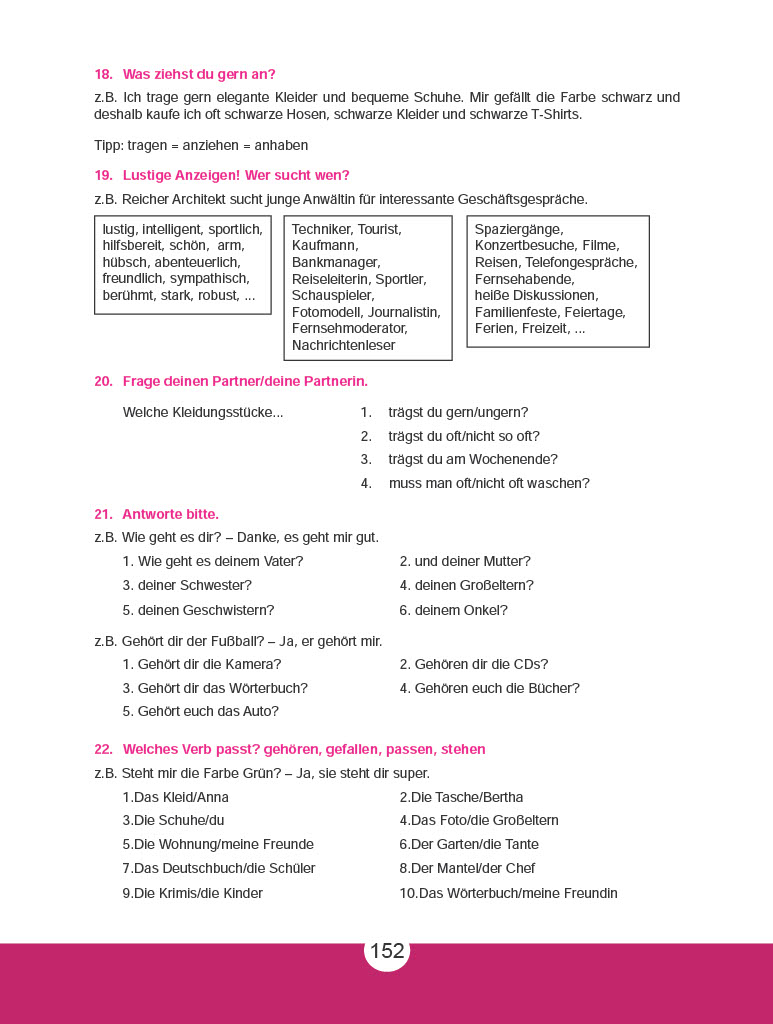 18. Was ziehst du gern an?
z.B. Ich trage gern elegante Kleider und bequeme Schuhe. Mir gefällt die Farbe schwarz und
deshalb kaufe ich oft schwarze Hosen, schwarze Kleider und schwarze T-Shirts.
Tipp: tragen = anziehen = anhaben
19. Lustige Anzeigen! Wer sucht wen?
z.B. Reicher Architekt sucht junge Anwältin für interessante Geschäftsgespräche.
lustig, intelligent, sportlich,
hilfsbereit, schön, arm,
hübsch, abenteuerlich,
freundlich, sympathisch,
berühmt, stark, robust, ...
Techniker, Tourist,
Kaufmann,
Bankmanager,
Reiseleiterin, Sportler,
Schauspieler,
Fotomodell, Journalistin,
Fernsehmoderator,
Nachrichtenleser
Spaziergänge,
Konzertbesuche, Filme,
Reisen, Telefongespräche,
Fernsehabende,
heiße Diskussionen,
Familienfeste, Feiertage,
Ferien, Freizeit, ...
20. Frage deinen Partner/deine Partnerin.
Welche Kleidungsstücke... 1. trägst du gern/ungern?
2. trägst du oft/nicht so oft?
3. trägst du am Wochenende?
4. muss man oft/nicht oft waschen?
21. Antworte bitte.
z.B. Wie geht es dir? – Danke, es geht mir gut.
1. Wie geht es deinem Vater? 2. und deiner Mutter?
3. deiner Schwester? 4. deinen Großeltern?
5. deinen Geschwistern? 6. deinem Onkel?
z.B. Gehört dir der Fußball? – Ja, er gehört mir.
1. Gehört dir die Kamera? 2. Gehören dir die CDs?
3. Gehört dir das Wörterbuch? 4. Gehören euch die Bücher?
5. Gehört euch das Auto?
22. Welches Verb passt? gehören, gefallen, passen, stehen
z.B. Steht mir die Farbe Grün? – Ja, sie steht dir super.
1.Das Kleid/Anna 2.Die Tasche/Bertha
3.Die Schuhe/du 4.Das Foto/die Großeltern
5.Die Wohnung/meine Freunde 6.Der Garten/die Tante
7.Das Deutschbuch/die Schüler 8.Der Mantel/der Chef
9.Die Krimis/die Kinder 10.Das Wörterbuch/meine Freundin
152